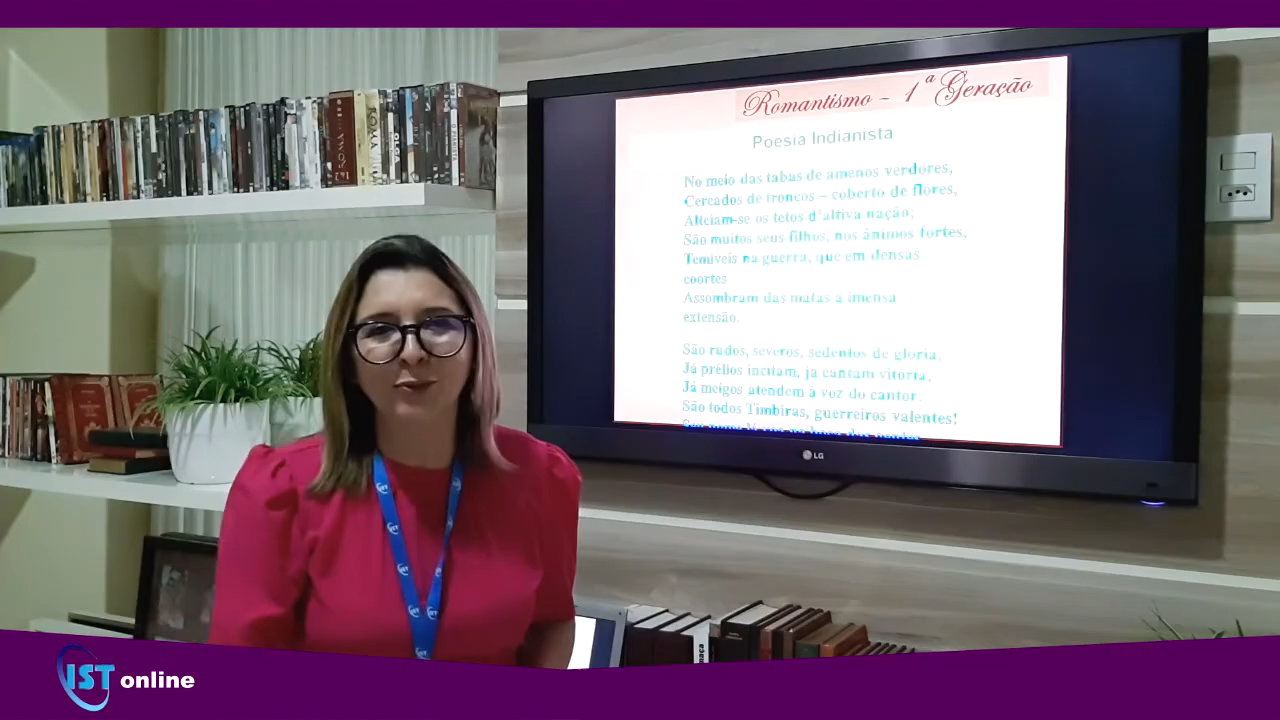 Romantismo - 1ª Geração
Poesia Indianista
No meio das tabas de amenos verdores,
Cercados de troncos – coberto de flores,
Alteiam-se os tetos d'altiva nação;
São muitos seus filhos, nos ânimos fortes,
Temíveis na guerra, que em densas
coortes
Assombram das matas a imensa
extensão.
São rudos, severos, sedentos de glória,
Já prélios incitam, já cantam vitória,
Já meigos atendem à voz do cantor:
São todos Timbiras, guerreiros valentes!
LG
OLGA
IST
IST online